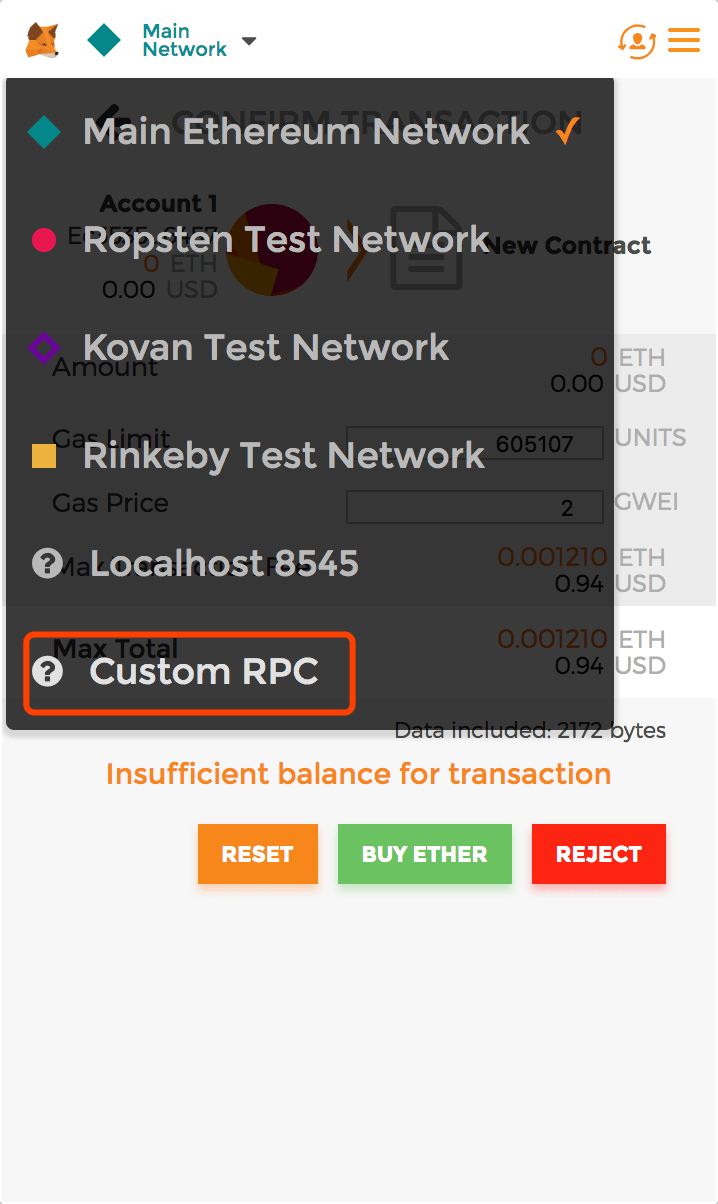 Main
Network
CONFIRM TRANSACTION
Main Ethereum Network
Account 1
Ropsten Test Network
New Contract
0 ETH
0.00 USD
Kovan Test Network
Amount
0 ETH
0.00 USD
Gas Limit
605107
UNITS
Rinkeby Test Network
Gas Price
2
GWEI
Localhost 8545
Max Transaction Fee
0.001210 ETH
0.94 USD
Max Total
0.001210 ETH
0.94 USD
Custom RPC
Data included: 2172 bytes
Insufficient balance for transaction
RESET
BUY ETHER
REJECT